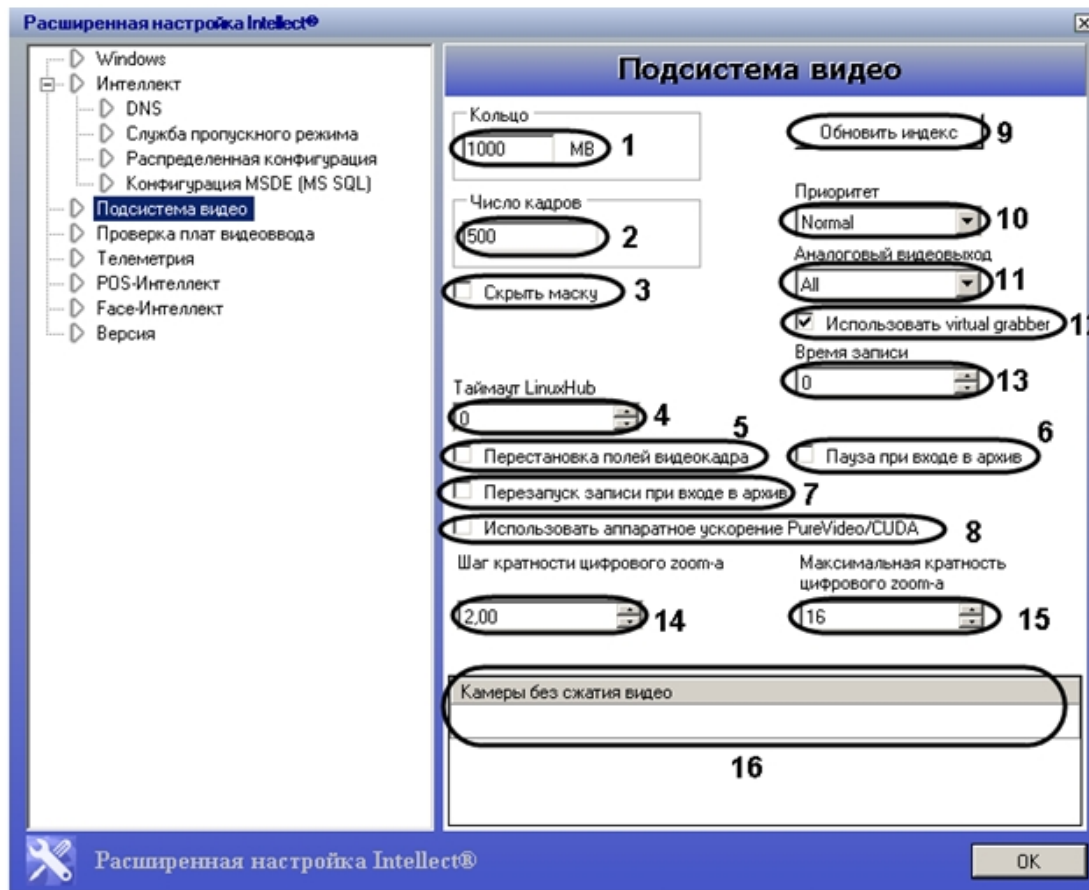 Расширенная настройка Intellect®
Windows
Интеллект
DNS
Служба пропускного режима
Распределенная конфигурация
Конфигурация MSDE (MS SQL)
Подсистема видео
Проверка плат видеоввода
Телеметрия
POS-Интеллект
Face-Интеллект
Версия
Подсистема видео
Кольцо
1000 MB 1
Обновить индекс 9
Число кадров
500 2
Приоритет
Normal 10
Скрыть маску 3
Аналоговый видеовыход
All 11
Использовать virtual grabber
Время записи
0 13
Таймаут LinuxHub
0 4
Перестановка полей видеокадра 5
Пауза при входе в архив 6
Перезапуск записи при входе в архив 7
Использовать аппаратное ускорение PureVideo/CUDA 8
Шаг кратности цифрового zoom-а
2,00 14
Максимальная кратность
цифрового zoom-а
16 15
Камеры без сжатия видео
16
Расширенная настройка Intellect®
OK